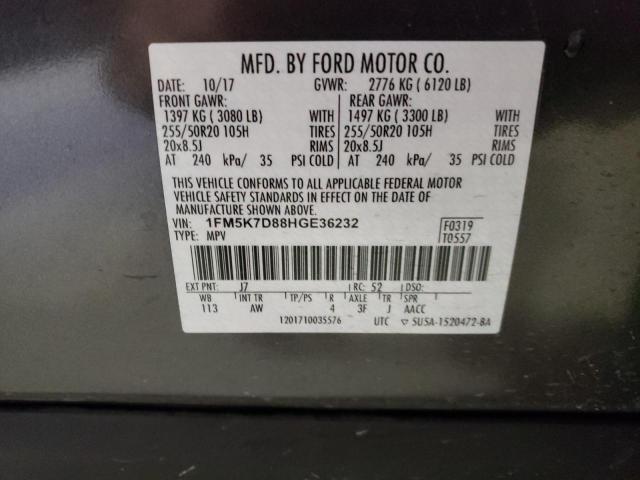 MFD. BY FORD MOTOR CO.
DATE: 10/17 GVWR: 2776 KG ( 6120 LB)
FRONT GAWR: REAR GAWR:
1397 KG ( 3080 LB) WITH 1497 KG ( 3300 LB) WITH
255/50R20 105H TIRES 255/50R20 105H TIRES
20x8.5J RIMS 20x8.5J RIMS
AT 240 kPa/ 35 PSI COLD AT 240 kPa/ 35 PSI COLD
THIS VEHICLE CONFORMS TO ALL APPLICABLE FEDERAL MOTOR
VEHICLE SAFETY STANDARDS IN EFFECT ON THE DATE OF
MANUFACTURE SHOWN ABOVE.
VIN: 1FM5K7D88HGE36232 F0319
TYPE: MPV T0557
EXT PNT: J7 RC: 52 DSO:
WB INT TR TP/PS R AXLE TR SPR
113 AW 4 3F J AACC
1201710035576 UTC ▽ 5U5A-1520472-BA